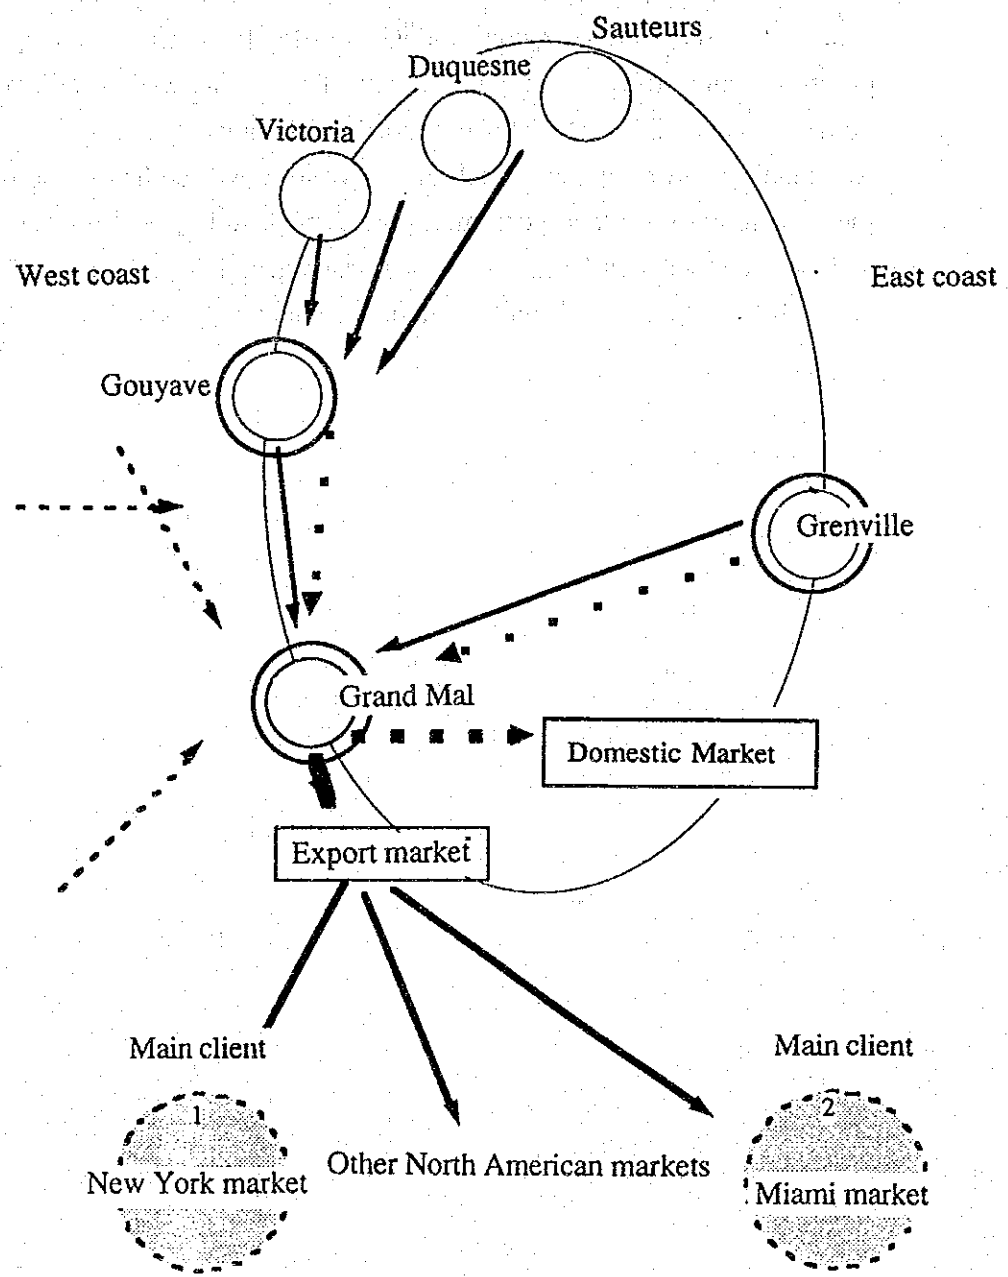 Sauteurs
Duquesne
Victoria
West coast
East coast
Gouyave
Grenville
Grand Mal
Domestic Market
Export market
Main client
Main client
1
2
Other North American markets
New York market
Miami market